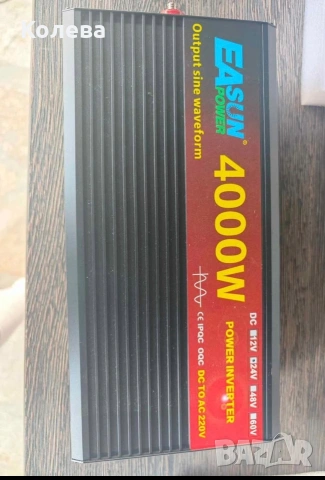 Колева
EASUN®
POWER
Output sine waveform
4000W
POWER INVERTER
DC 12V 24V 48V 60V
CE IPQC OQC DC TO AC 220V
BAZAR
bg